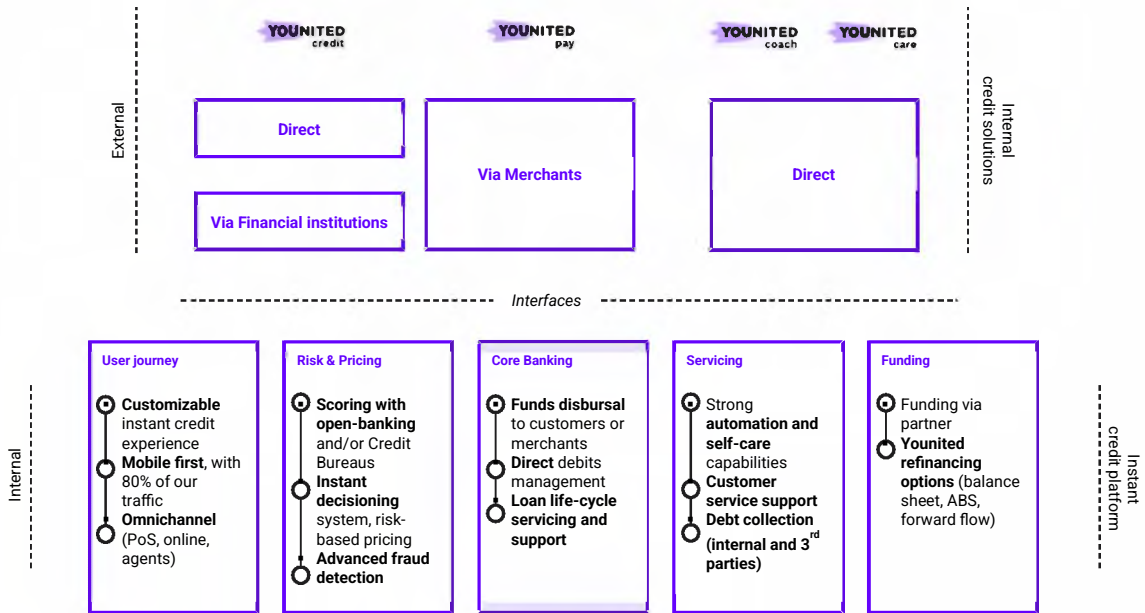 YOUNITED
credit
YOUNITED
pay
YOUNITED
coach
YOUNITED
care
External
Direct
Via Financial institutions
Via Merchants
Direct
Internal
credit solutions
Interfaces
Internal
User journey
Customizable
instant credit
experience
Mobile first, with
80% of our
traffic
Omnichannel
(PoS, online,
agents)
Risk & Pricing
Scoring with
open-banking
and/or Credit
Bureaus
Instant
decisioning
system, risk-
based pricing
Advanced fraud
detection
Core Banking
Funds disbursal
to customers or
merchants
Direct debits
management
Loan life-cycle
servicing and
support
Servicing
Strong
automation and
self-care
capabilities
Customer
service support
Debt collection
(internal and 3rd
parties)
Funding
Funding via
partner
Younited
refinancing
options (balance
sheet, ABS,
forward flow)
Instant
credit platform